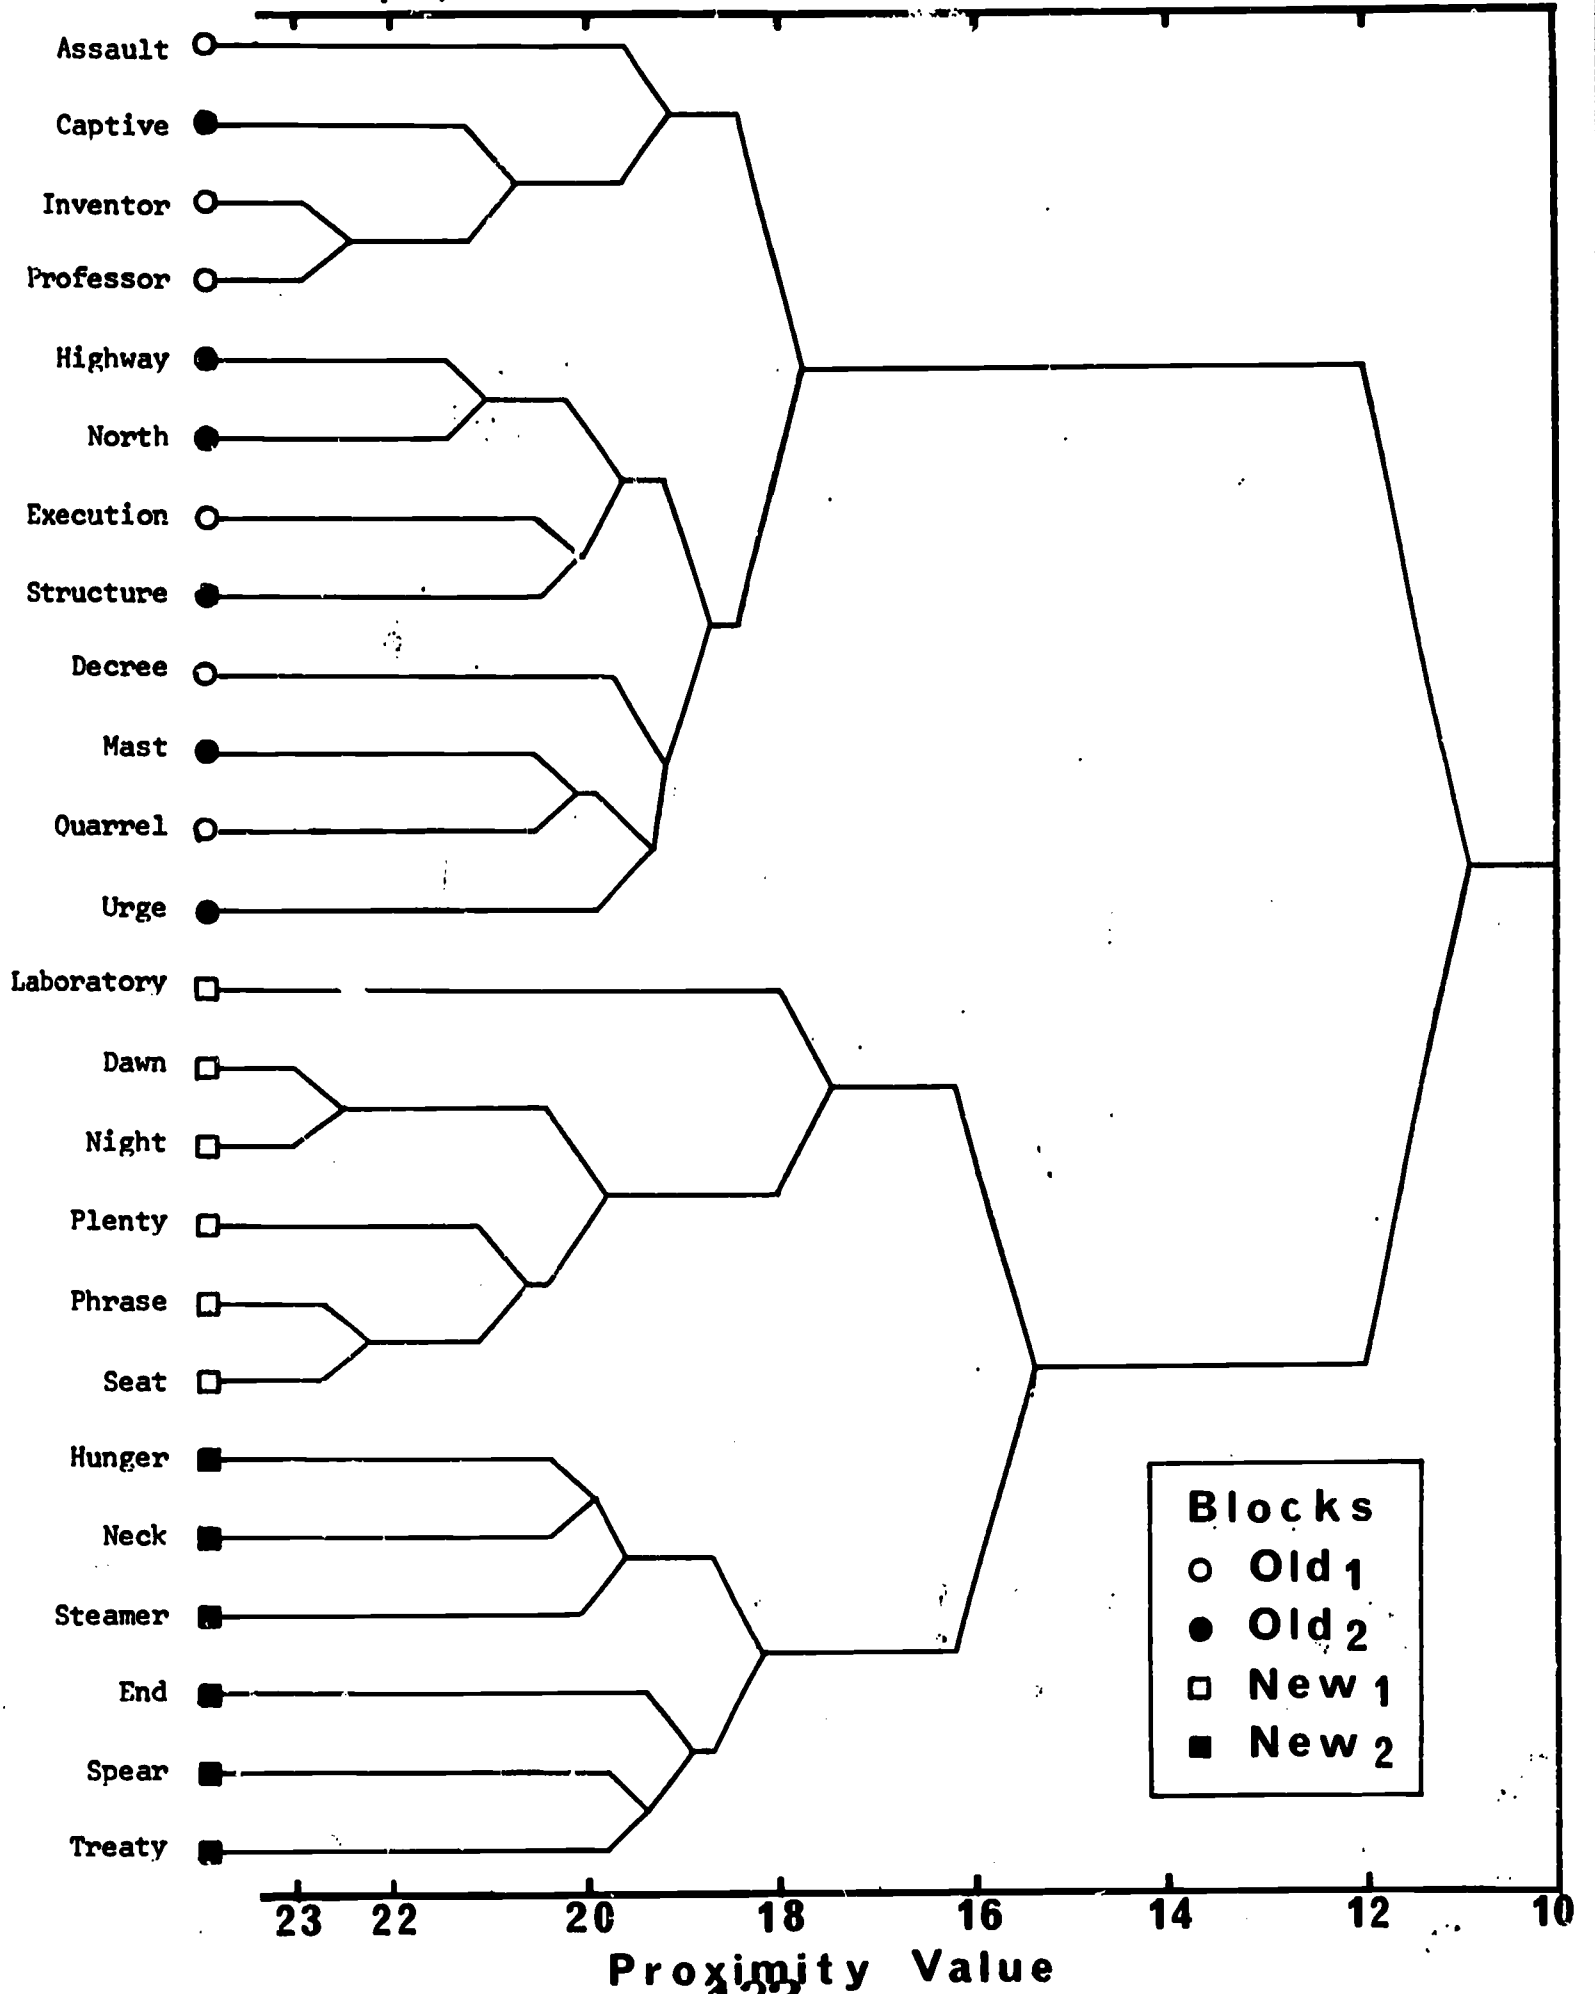 Assault
Captive
Inventor
Professor
Highway
North
Execution
Structure
Decree
Mast
Quarrel
Urge
Laboratory
Dawn
Night
Plenty
Phrase
Seat
Hunger
Neck
Steamer
End
Spear
Treaty
Blocks
Old 1
Old 2
New 1
New 2
23 22 20 18 16 14 12 10
Proximity Value